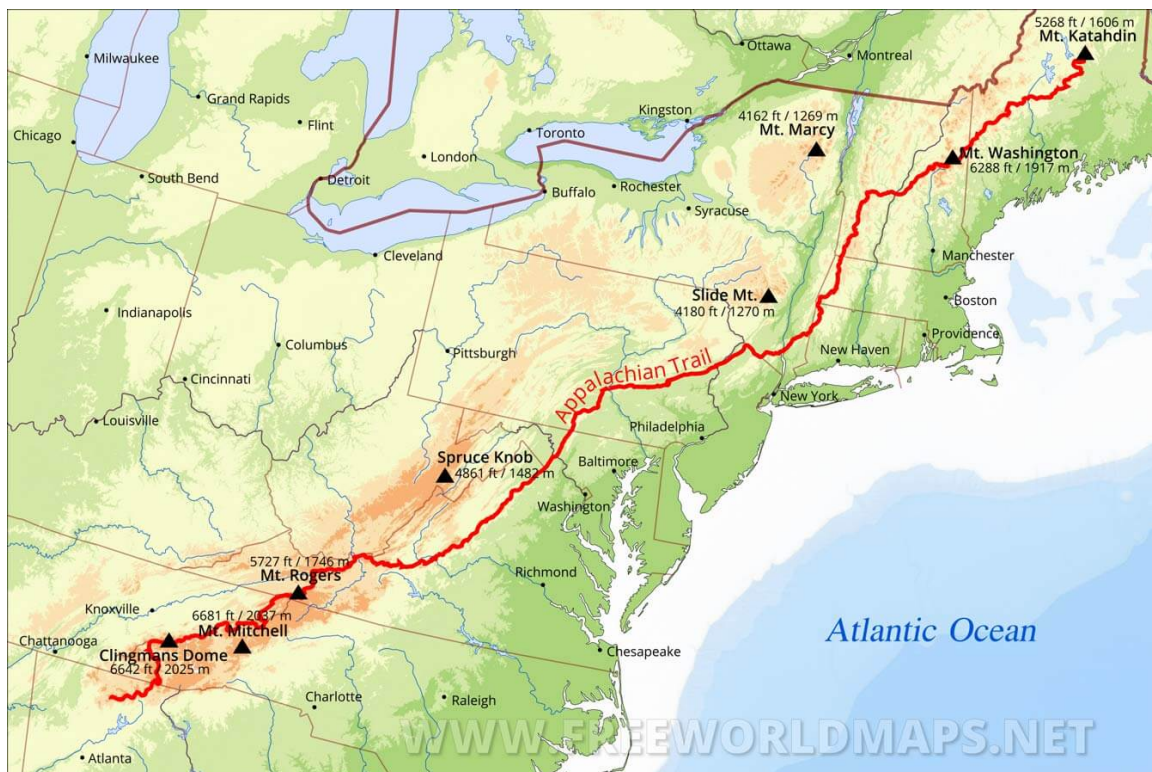 5268 ft / 1606 m
Mt. Katahdin
Ottawa
Montreal
Milwaukee
Grand Rapids
Flint
Kingston
4162 ft / 1269 m
Mt. Marcy
Chicago
Toronto
London
Mt. Washington
6288 ft / 1917 m
South Bend
Detroit
Buffalo
Rochester
Syracuse
Cleveland
Manchester
Slide Mt.
4180 ft / 1270 m
Boston
Indianapolis
Columbus
Pittsburgh
Providence
New Haven
Appalachian Trail
Cincinnati
New York
Louisville
Philadelphia
Spruce Knob
4861 ft / 1482 m
Baltimore
Washington
5727 ft / 1746 m
Mt. Rogers
Richmond
Knoxville
6681 ft / 2037 m
Mt. Mitchell
Chattanooga
Clingmans Dome
6642 ft / 2025 m
Atlantic Ocean
Chesapeake
Charlotte
Raleigh
WWW.FREEWORLDMAPS.NET
Atlanta